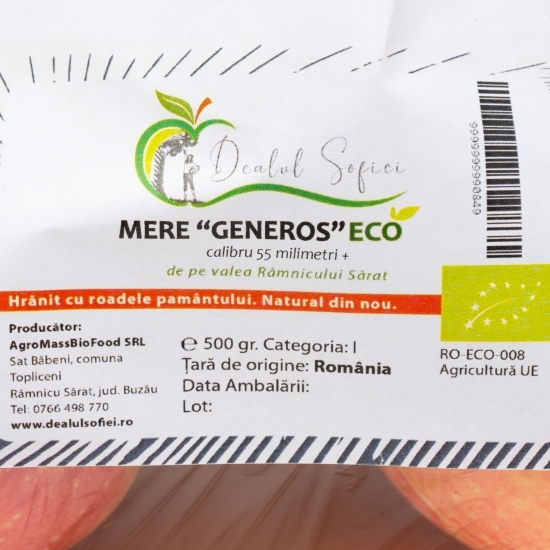 Dealul Sofiei
MERE “GENEROS” ECO
calibru 55 milimetri +
de pe valea Râmnicului Sărat
9999999990849
Hrănit cu roadele pamântului. Natural din nou.
Producător:
AgroMassBioFood SRL
Sat Băbeni, comuna
Topliceni
Râmnicu Sărat, jud. Buzău
Tel: 0766 498 770
www.dealulsofiei.ro
℮ 500 gr. Categoria: I
Țară de origine: România
Data Ambalării:
Lot:
RO-ECO-008
Agricultură UE